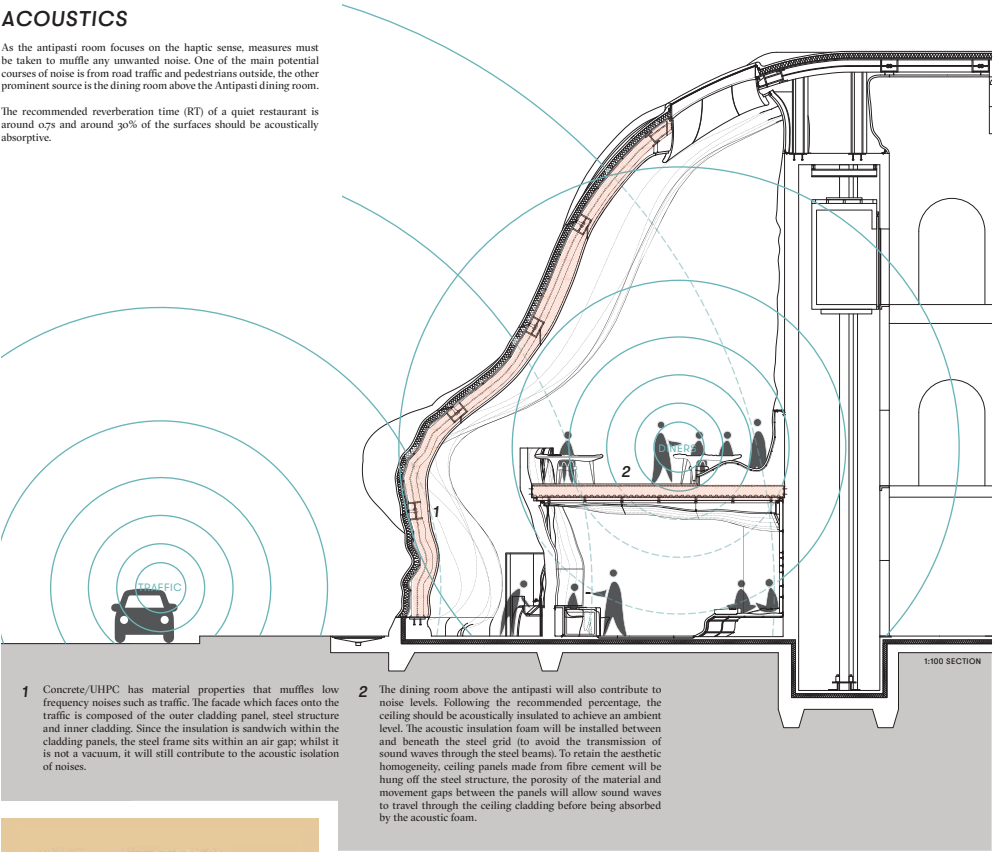 ACOUSTICS
As the antipasti room focuses on the haptic sense, measures must
be taken to muffle any unwanted noise. One of the main potential
courses of noise is from road traffic and pedestrians outside, the other
prominent source is the dining room above the Antipasti dining room.
The recommended reverberation time (RT) of a quiet restaurant is
around 0.7s and around 30% of the surfaces should be acoustically
absorptive.
DINERS
2
1
TRAFFIC
1:100 SECTION
1 Concrete/UHPC has material properties that muffles low
frequency noises such as traffic. The facade which faces onto the
traffic is composed of the outer cladding panel, steel structure
and inner cladding. Since the insulation is sandwich within the
cladding panels, the steel frame sits within an air gap; whilst it
is not a vacuum, it will still contribute to the acoustic isolation
of noises.
2 The dining room above the antipasti will also contribute to
noise levels. Following the recommended percentage, the
ceiling should be acoustically insulated to achieve an ambient
level. The acoustic insulation foam will be installed between
and beneath the steel grid (to avoid the transmission of
sound waves through the steel beams). To retain the aesthetic
homogeneity, ceiling panels made from fibre cement will be
hung off the steel structure, the porosity of the material and
movement gaps between the panels will allow sound waves
to travel through the ceiling cladding before being absorbed
by the acoustic foam.